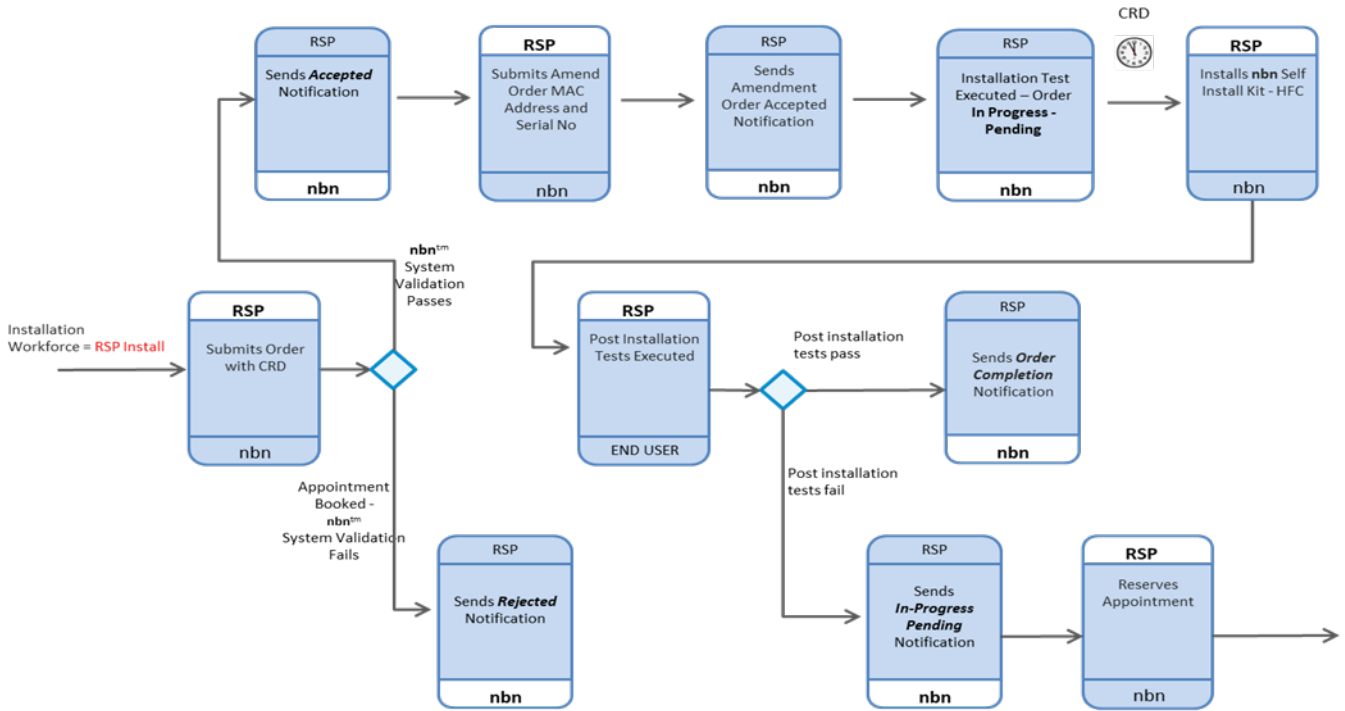 CRD
RSP
Sends Accepted
Notification
nbn
RSP
Submits Amend
Order MAC
Address and
Serial No
nbn
RSP
Sends
Amendment
Order Accepted
Notification
nbn
RSP
Installation Test
Executed – Order
In Progress -
Pending
nbn
RSP
Installs nbn Self
Install Kit - HFC
nbn
nbn™
System
Validation
Passes
Installation
Workforce = RSP Install
RSP
Submits Order
with CRD
nbn
RSP
Post Installation
Tests Executed
END USER
Post installation
tests pass
RSP
Sends Order
Completion
Notification
nbn
Appointment
Booked -
nbn™
System Validation
Fails
Post installation
tests fail
RSP
Sends Rejected
Notification
nbn
RSP
Sends
In-Progress
Pending
Notification
nbn
RSP
Reserves
Appointment
nbn